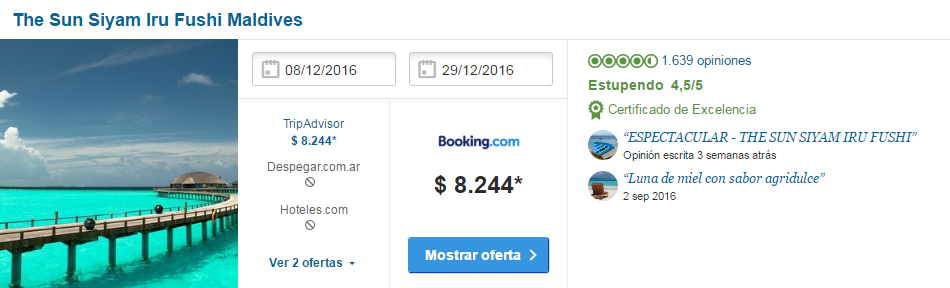 The Sun Siyam Iru Fushi Maldives
08/12/2016
29/12/2016
TripAdvisor
$ 8.244*
Despegar.com.ar
Hoteles.com
Ver 2 ofertas
Booking.com
$ 8.244*
Mostrar oferta
1.639 opiniones
Estupendo 4,5/5
Certificado de Excelencia
“ESPECTACULAR - THE SUN SIYAM IRU FUSHI”
Opinión escrita 3 semanas atrás
“Luna de miel con sabor agridulce”
2 sep 2016